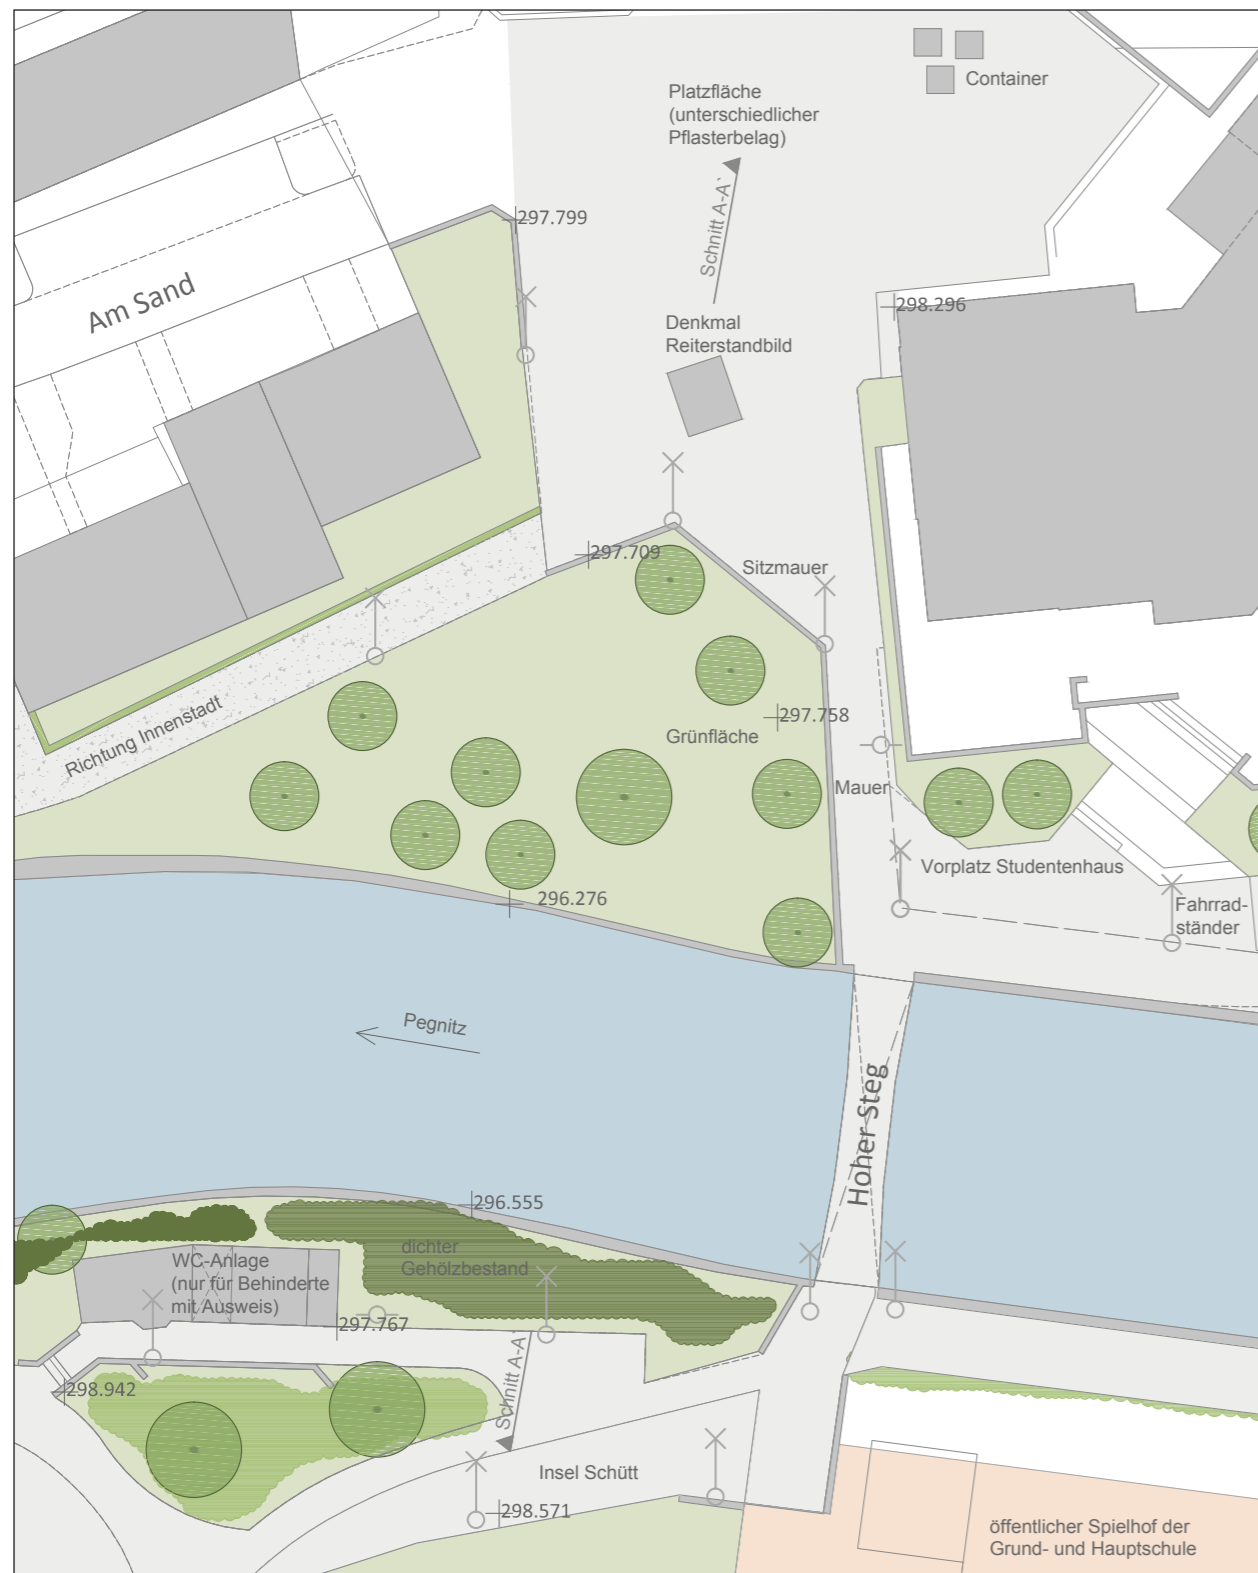 Container
Platzfläche
(unterschiedlicher
Pflasterbelag)
Schnitt A-A`
297.799
Am Sand
298.296
Denkmal
Reiterstandbild
297.709
Sitzmauer
Richtung Innenstadt
297.758
Grünfläche
Mauer
Vorplatz Studentenhaus
296.276
Fahrrad-
ständer
Pegnitz
Hoher Steg
296.555
dichter
Gehölzbestand
WC-Anlage
(nur für Behinderte
mit Ausweis)
297.767
298.942
Schnitt A-A`
Insel Schütt
298.571
öffentlicher Spielhof der
Grund- und Hauptschule